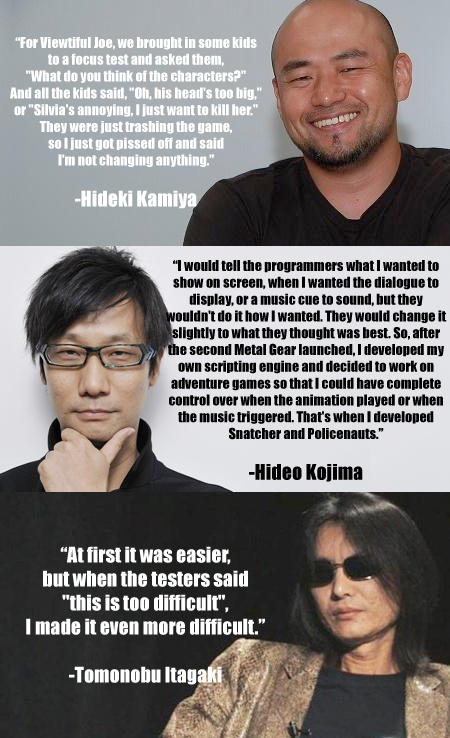 “For Viewtiful Joe, we brought in some kids
to a focus test and asked them,
"What do you think of the characters?"
And all the kids said, "Oh, his head's too big,"
or "Silvia's annoying, I just want to kill her."
They were just trashing the game,
so I just got pissed off and said
I'm not changing anything.”
-Hideki Kamiya
“I would tell the programmers what I wanted to
show on screen, when I wanted the dialogue to
display, or a music cue to sound, but they
wouldn't do it how I wanted. They would change it
slightly to what they thought was best. So, after
the second Metal Gear launched, I developed my
own scripting engine and decided to work on
adventure games so that I could have complete
control over when the animation played or when
the music triggered. That's when I developed
Snatcher and Policenauts.”
-Hideo Kojima
“At first it was easier,
but when the testers said
"this is too difficult",
I made it even more difficult.”
-Tomonobu Itagaki